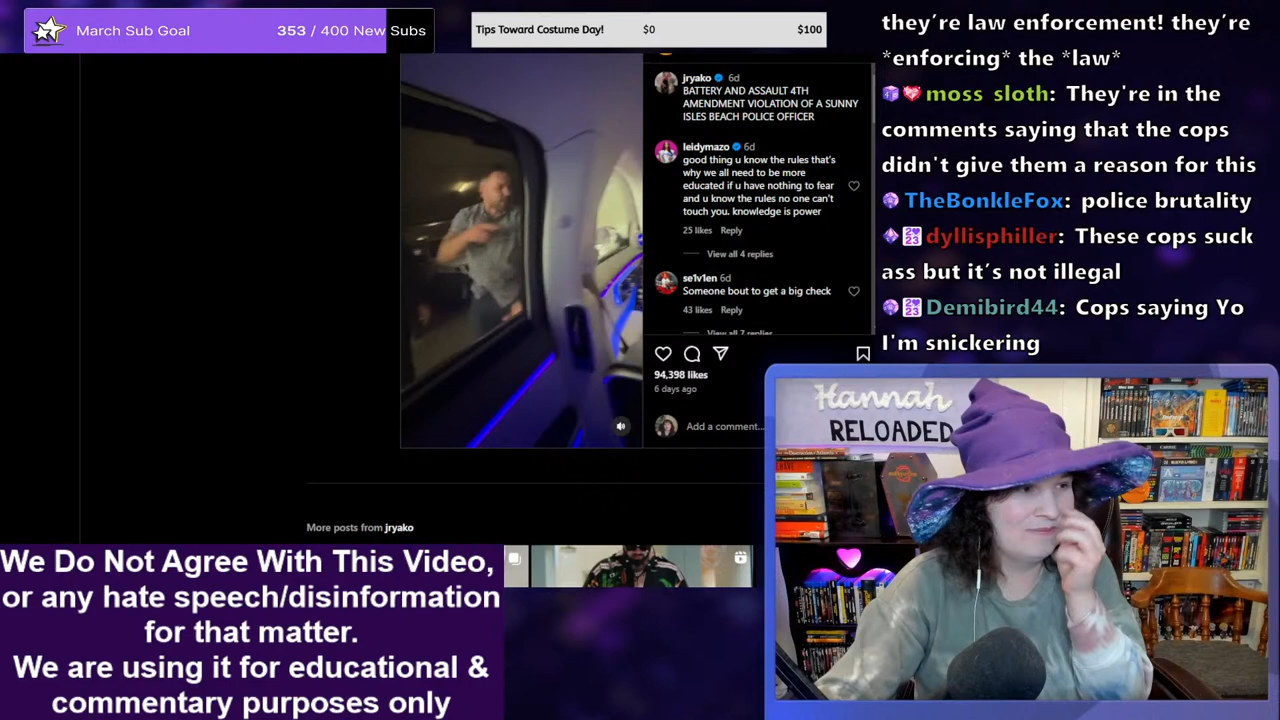 March Sub Goal
353 / 400 New Subs
Tips Toward Costume Day!
$0
$100
jryako 6d
BATTERY AND ASSAULT 4TH
AMENDMENT VIOLATION OF A SUNNY
ISLES BEACH POLICE OFFICER
leidymazo 6d
good thing u know the rules that's
why we all need to be more
educated if u have nothing to fear
and u know the rules no one can't
touch you. knowledge is power
25 likes Reply
View all 4 replies
se1v1en 6d
Someone bout to get a big check
43 likes Reply
View all 7 replies
94,398 likes
6 days ago
Add a comment...
More posts from jryako
We Do Not Agree With This Video,
or any hate speech/disinformation
for that matter.
We are using it for educational &
commentary purposes only
they're law enforcement! they're
*enforcing* the *law*
moss sloth: They're in the
comments saying that the cops
didn't give them a reason for this
TheBonkleFox: police brutality
dyllisphiller: These cops suck
ass but it's not illegal
Demibird44: Cops saying Yo
I'm snickering
Hannah
RELOADED